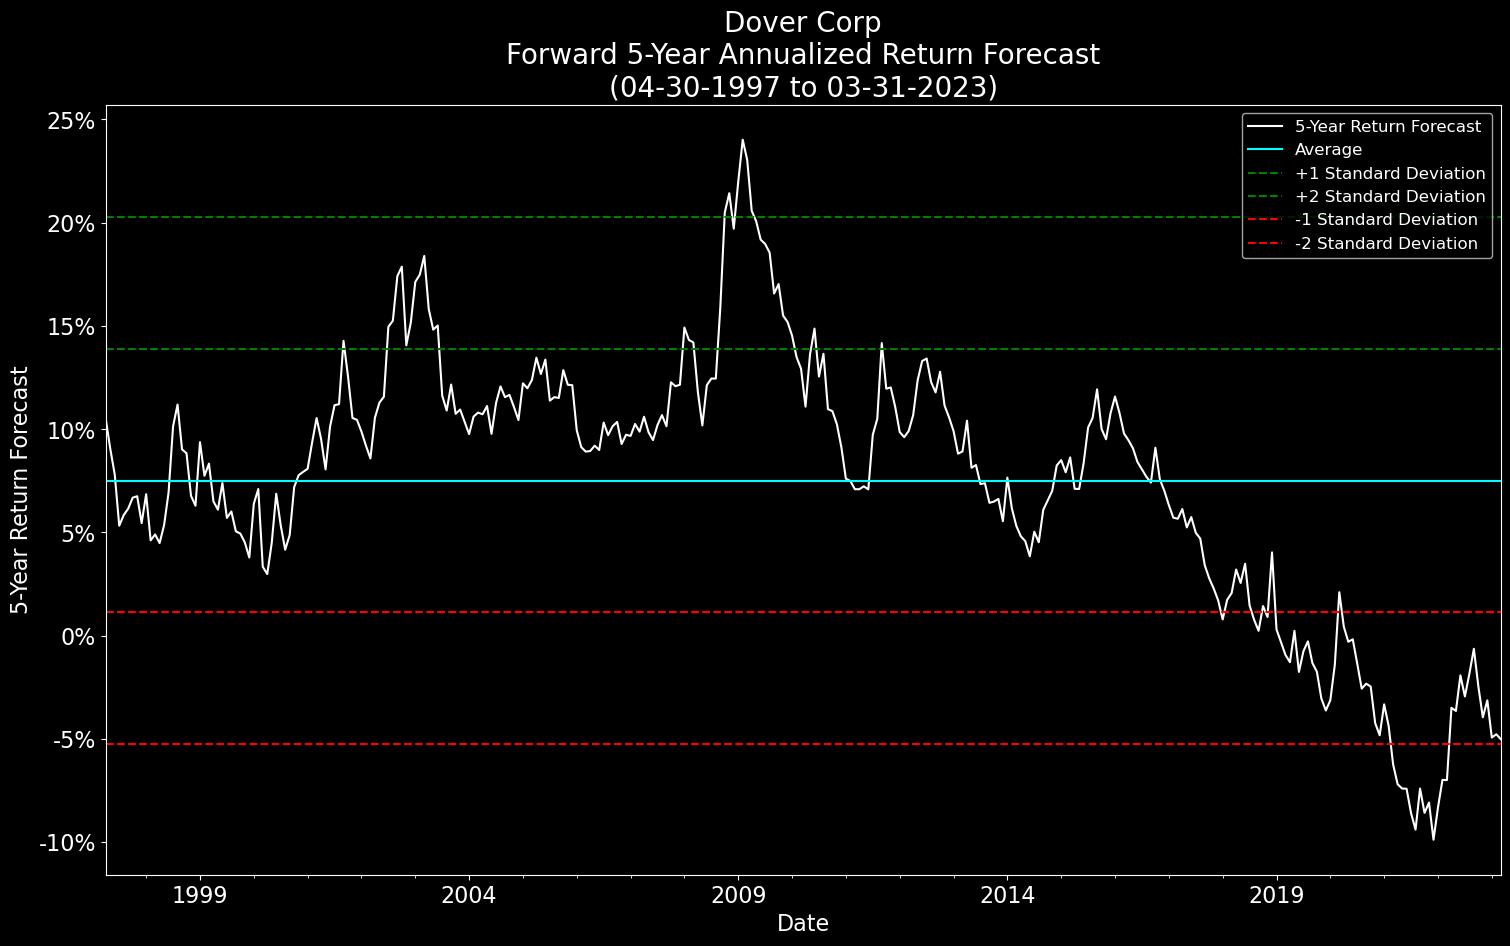 Dover Corp
Forward 5-Year Annualized Return Forecast
(04-30-1997 to 03-31-2023)
5-Year Return Forecast
25%
20%
15%
10%
5%
0%
-5%
-10%
5-Year Return Forecast
Average
+1 Standard Deviation
+2 Standard Deviation
-1 Standard Deviation
-2 Standard Deviation
1999
2004
2009
2014
2019
Date